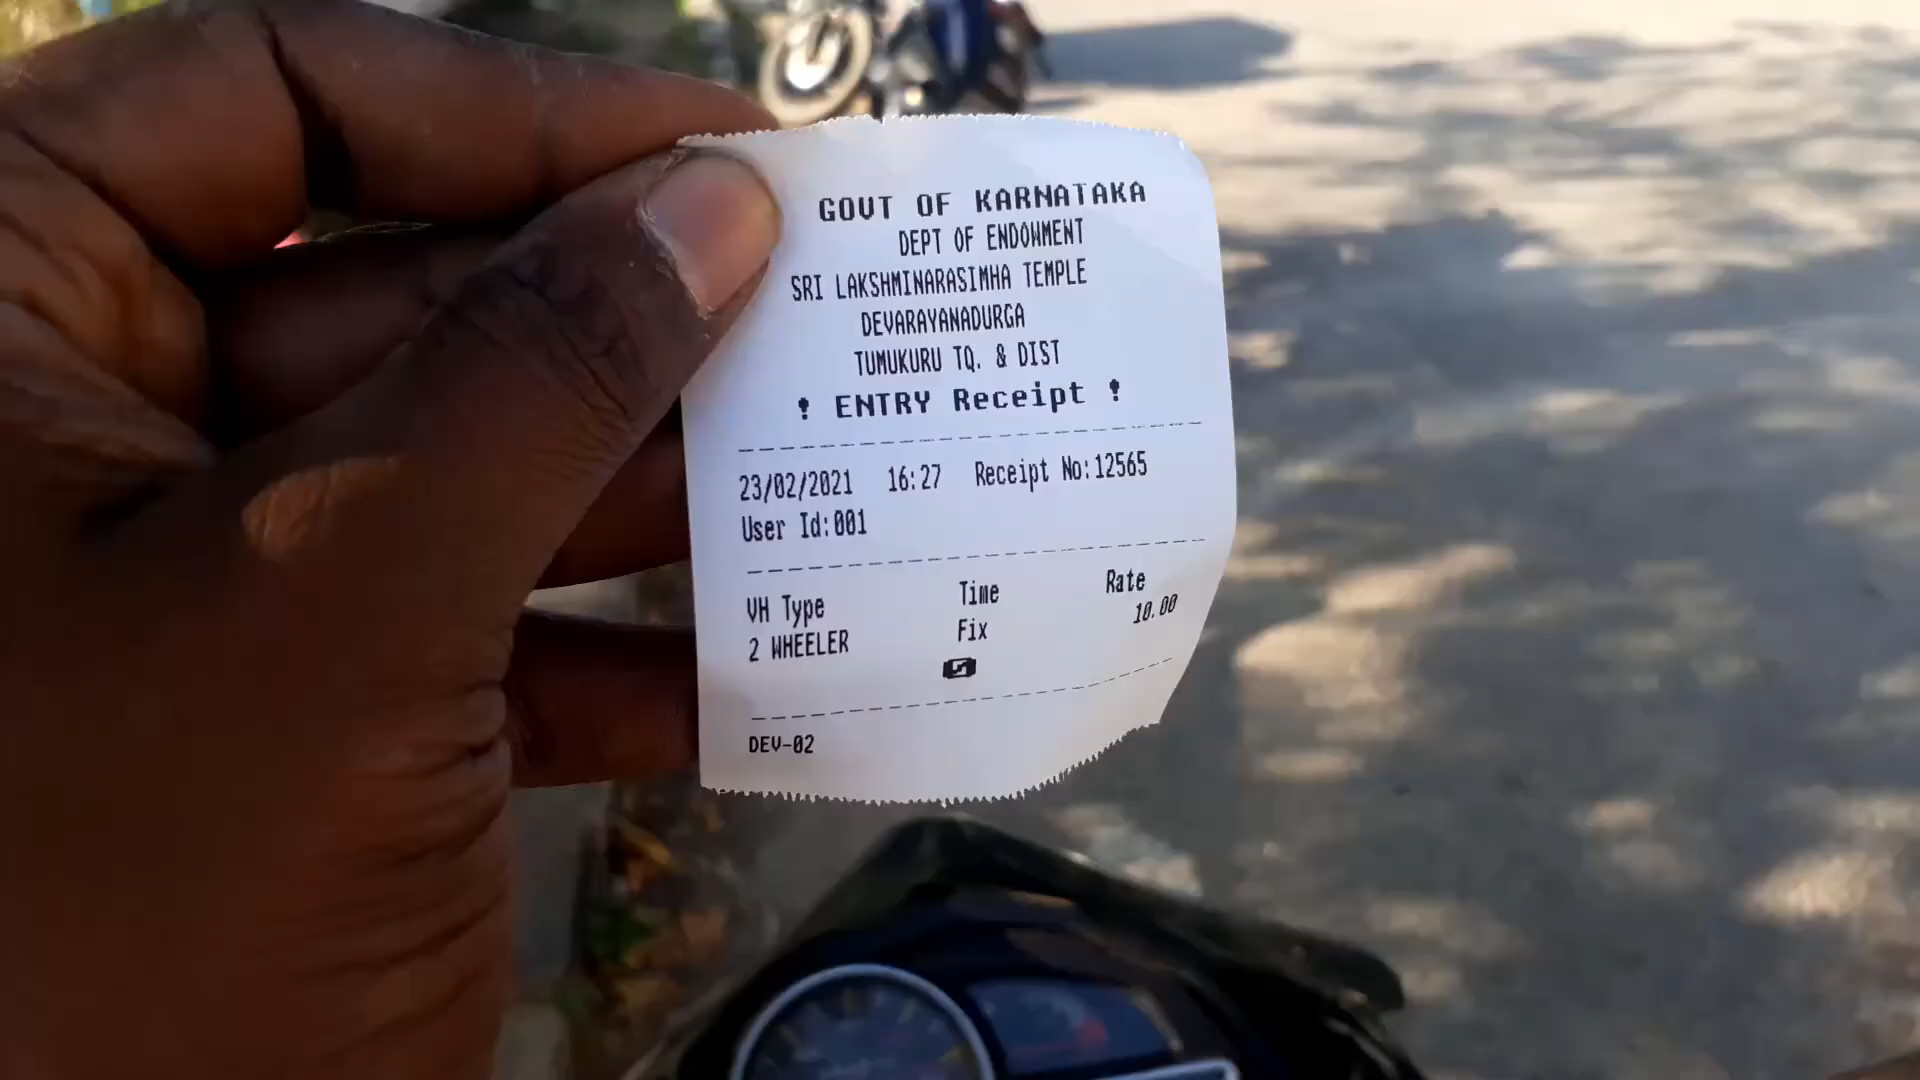 GOVT OF KARNATAKA
DEPT OF ENDOWMENT
SRI LAKSHMINARASIMHA TEMPLE
DEVARAYANADURGA
TUMUKURU TQ. & DIST
! ENTRY Receipt !
23/02/2021 16:27 Receipt No:12565
User Id:001
VH Type Time Rate
2 WHEELER Fix 10.00
DEV-02